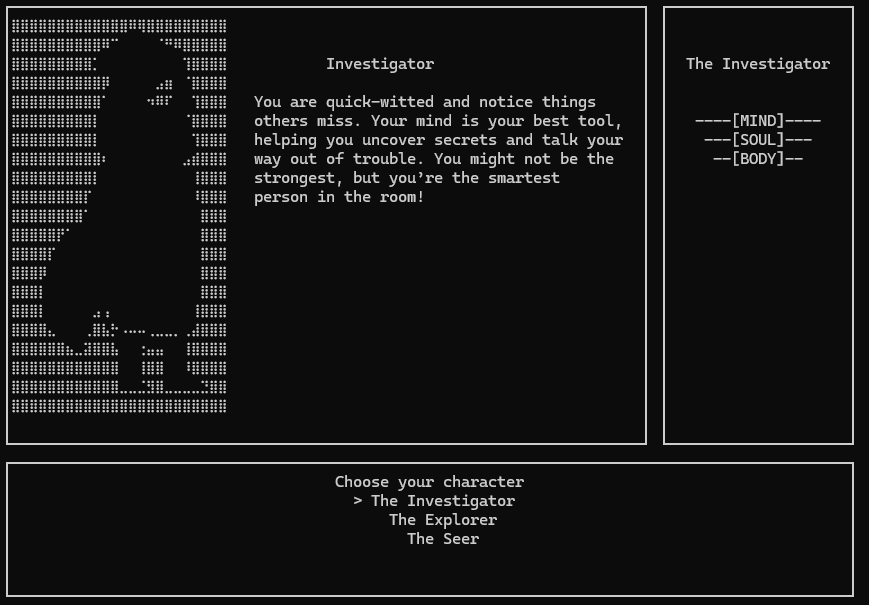 Investigator
You are quick-witted and notice things
others miss. Your mind is your best tool,
helping you uncover secrets and talk your
way out of trouble. You might not be the
strongest, but you’re the smartest
person in the room!
The Investigator
----[MIND]----
---[SOUL]---
--[BODY]--
Choose your character
> The Investigator
The Explorer
The Seer